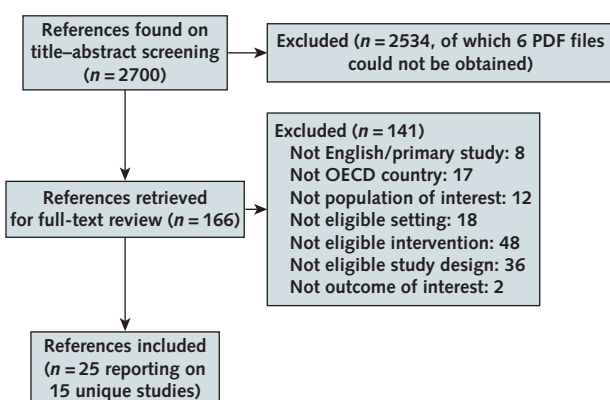 References found on
title–abstract screening
(n = 2700)
Excluded (n = 2534, of which 6 PDF files
could not be obtained)
Excluded (n = 141)
Not English/primary study: 8
Not OECD country: 17
Not population of interest: 12
Not eligible setting: 18
Not eligible intervention: 48
Not eligible study design: 36
Not outcome of interest: 2
References retrieved
for full-text review (n = 166)
References included
(n = 25 reporting on
15 unique studies)